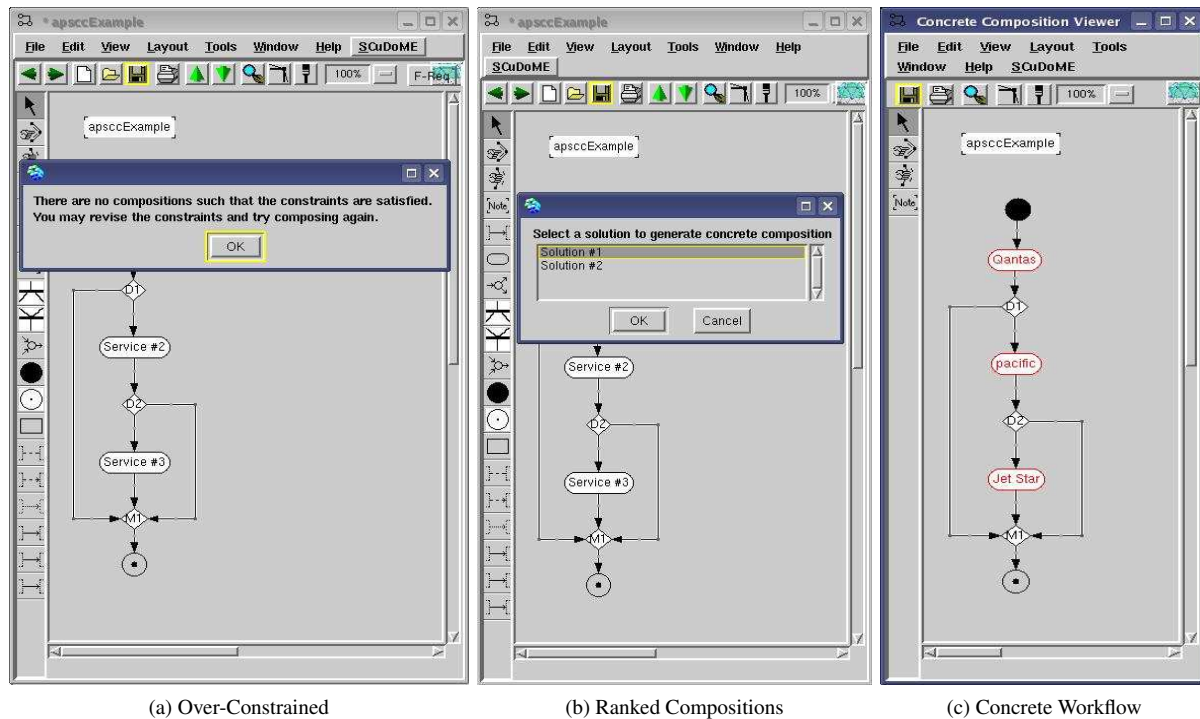 * apsccExample
File Edit View Layout Tools Window Help SCuDoME
100% F-Req
apsccExample
There are no compositions such that the constraints are satisfied.
You may revise the constraints and try composing again.
OK
D1
Service #2
D2
Service #3
M1
(a) Over-Constrained
* apsccExample
File Edit View Layout Tools Window Help
SCuDoME
100%
apsccExample
[Note]
Select a solution to generate concrete composition
Solution #1
Solution #2
OK Cancel
Service #2
D2
Service #3
M1
(b) Ranked Compositions
Concrete Composition Viewer
File Edit View Layout Tools
Window Help SCuDoME
100%
apsccExample
[Note]
Qantas
D1
pacific
D2
Jet Star
M1
(c) Concrete Workflow